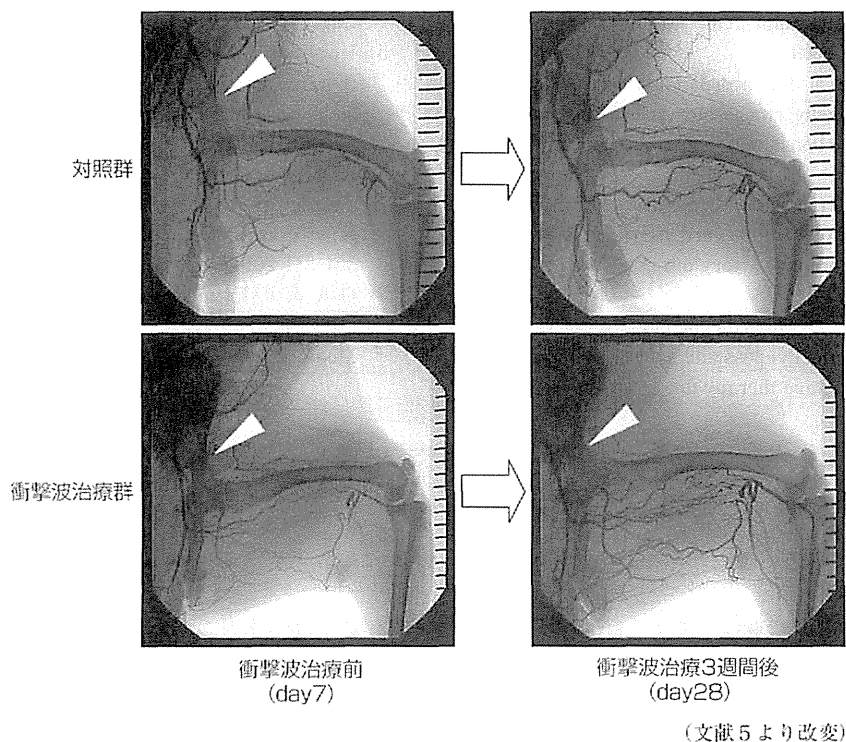 対照群
衝撃波治療群
衝撃波治療前
(day7)
衝撃波治療3週間後
(day28)
(文献5より改変)